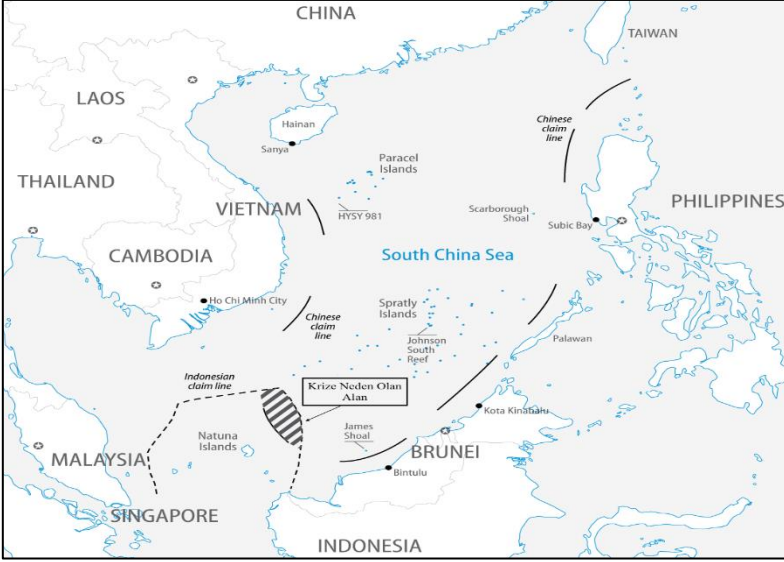 CHINA
TAIWAN
LAOS
Hainan
Chinese
claim
line
Sanya
Paracel
Islands
THAILAND
VIETNAM
HYSY 981
Scarborough
Shoal
PHILIPPINES
Subic Bay
CAMBODIA
South China Sea
Ho Chi Minh City
Spratly
Islands
Chinese
claim
line
Johnson
South
Reef
Palawan
Indonesian
claim line
Krize Neden Olan
Alan
Kota Kinabalu
Natuna
Islands
James
Shoal
MALAYSIA
BRUNEI
Bintulu
SINGAPORE
INDONESIA